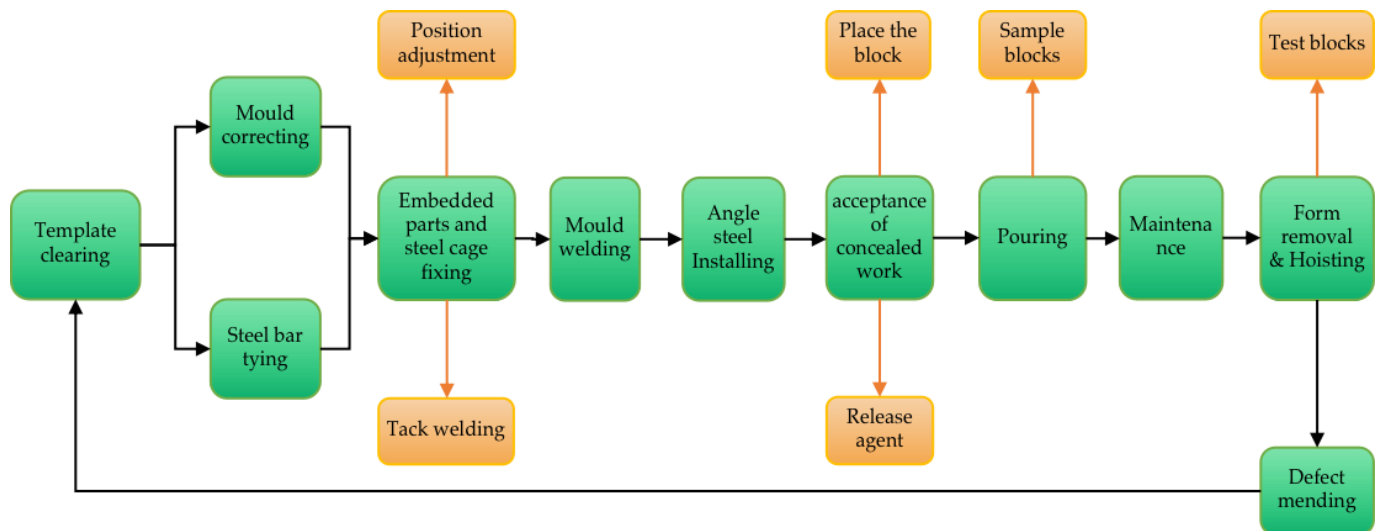 Position
adjustment
Place the
block
Sample
blocks
Test blocks
Mould
correcting
Template
clearing
Steel bar
tying
Embedded
parts and
steel cage
fixing
Mould
welding
Angle
steel
Installing
acceptance
of
concealed
work
Pouring
Maintena
nce
Form
removal
& Hoisting
Tack welding
Release
agent
Defect
mending